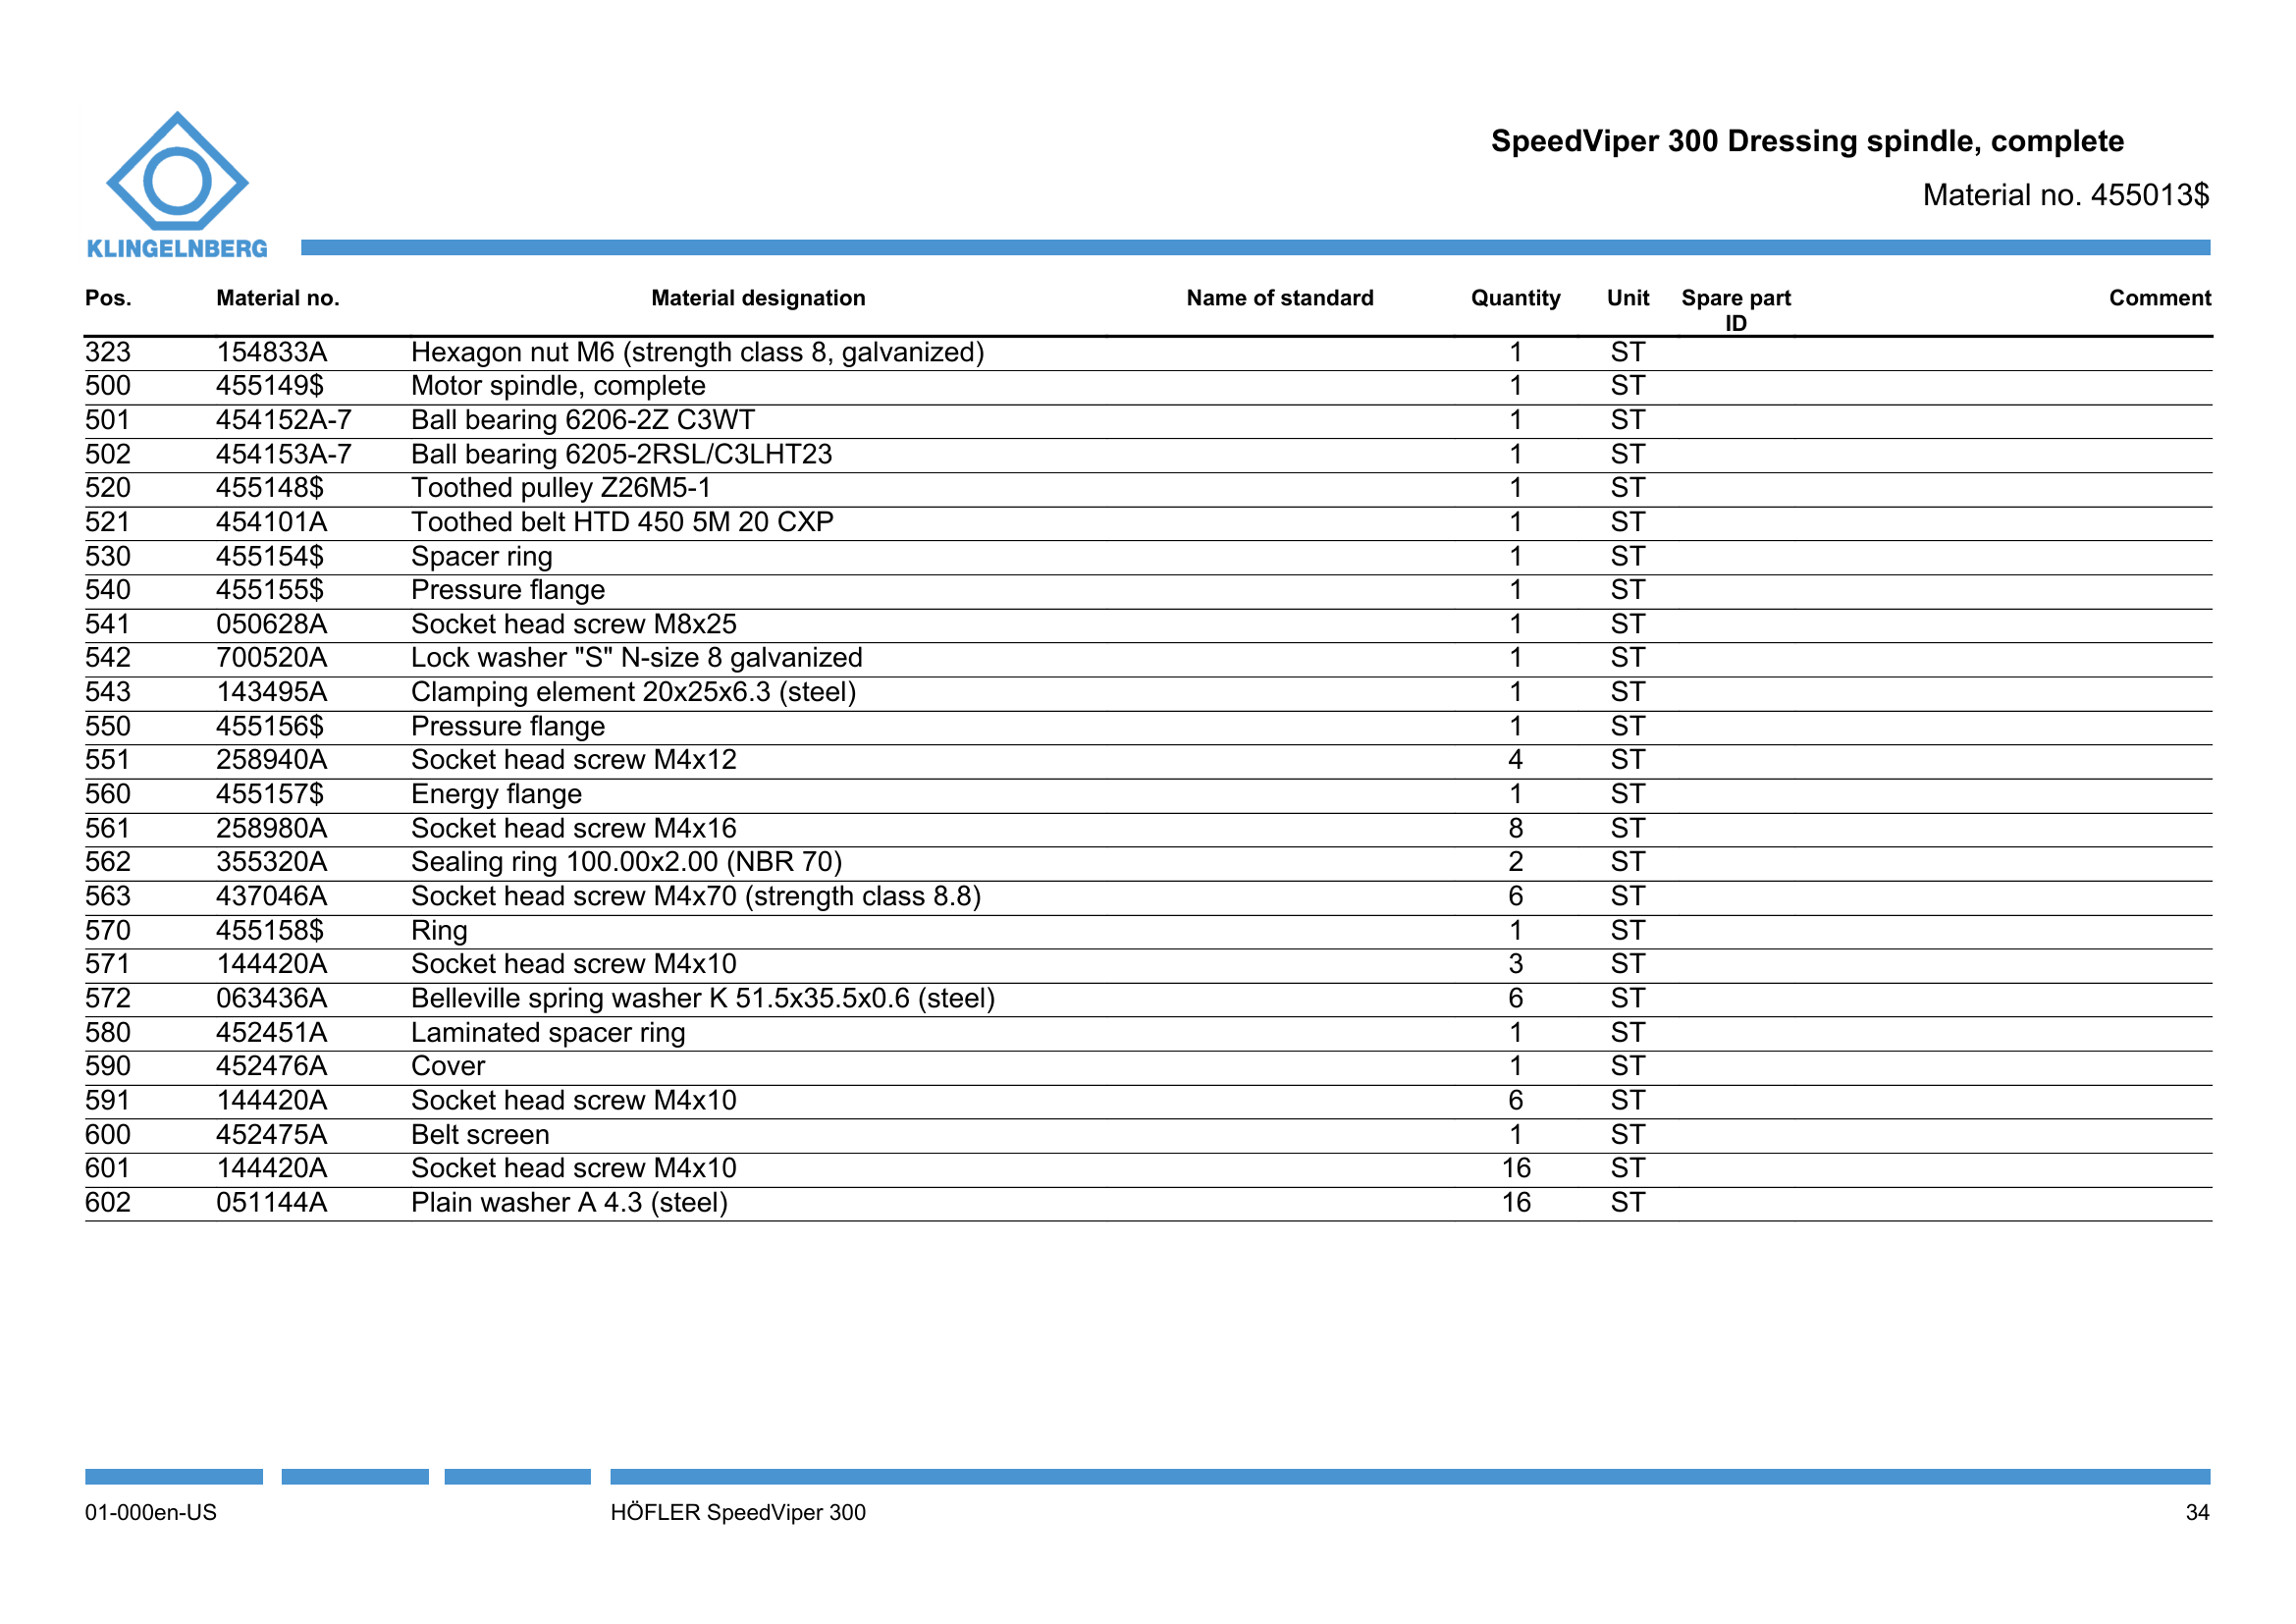 SpeedViper 300 Dressing spindle, complete
Material no. 455013$
KLINGELNBERG
Pos. Material no. Material designation Name of standard Quantity Unit Spare part ID Comment
323 154833A Hexagon nut M6 (strength class 8, galvanized) 1 ST
500 455149$ Motor spindle, complete 1 ST
501 454152A-7 Ball bearing 6206-2Z C3WT 1 ST
502 454153A-7 Ball bearing 6205-2RSL/C3LHT23 1 ST
520 455148$ Toothed pulley Z26M5-1 1 ST
521 454101A Toothed belt HTD 450 5M 20 CXP 1 ST
530 455154$ Spacer ring 1 ST
540 455155$ Pressure flange 1 ST
541 050628A Socket head screw M8x25 1 ST
542 700520A Lock washer "S" N-size 8 galvanized 1 ST
543 143495A Clamping element 20x25x6.3 (steel) 1 ST
550 455156$ Pressure flange 1 ST
551 258940A Socket head screw M4x12 4 ST
560 455157$ Energy flange 1 ST
561 258980A Socket head screw M4x16 8 ST
562 355320A Sealing ring 100.00x2.00 (NBR 70) 2 ST
563 437046A Socket head screw M4x70 (strength class 8.8) 6 ST
570 455158$ Ring 1 ST
571 144420A Socket head screw M4x10 3 ST
572 063436A Belleville spring washer K 51.5x35.5x0.6 (steel) 6 ST
580 452451A Laminated spacer ring 1 ST
590 452476A Cover 1 ST
591 144420A Socket head screw M4x10 6 ST
600 452475A Belt screen 1 ST
601 144420A Socket head screw M4x10 16 ST
602 051144A Plain washer A 4.3 (steel) 16 ST
01-000en-US HÖFLER SpeedViper 300 34